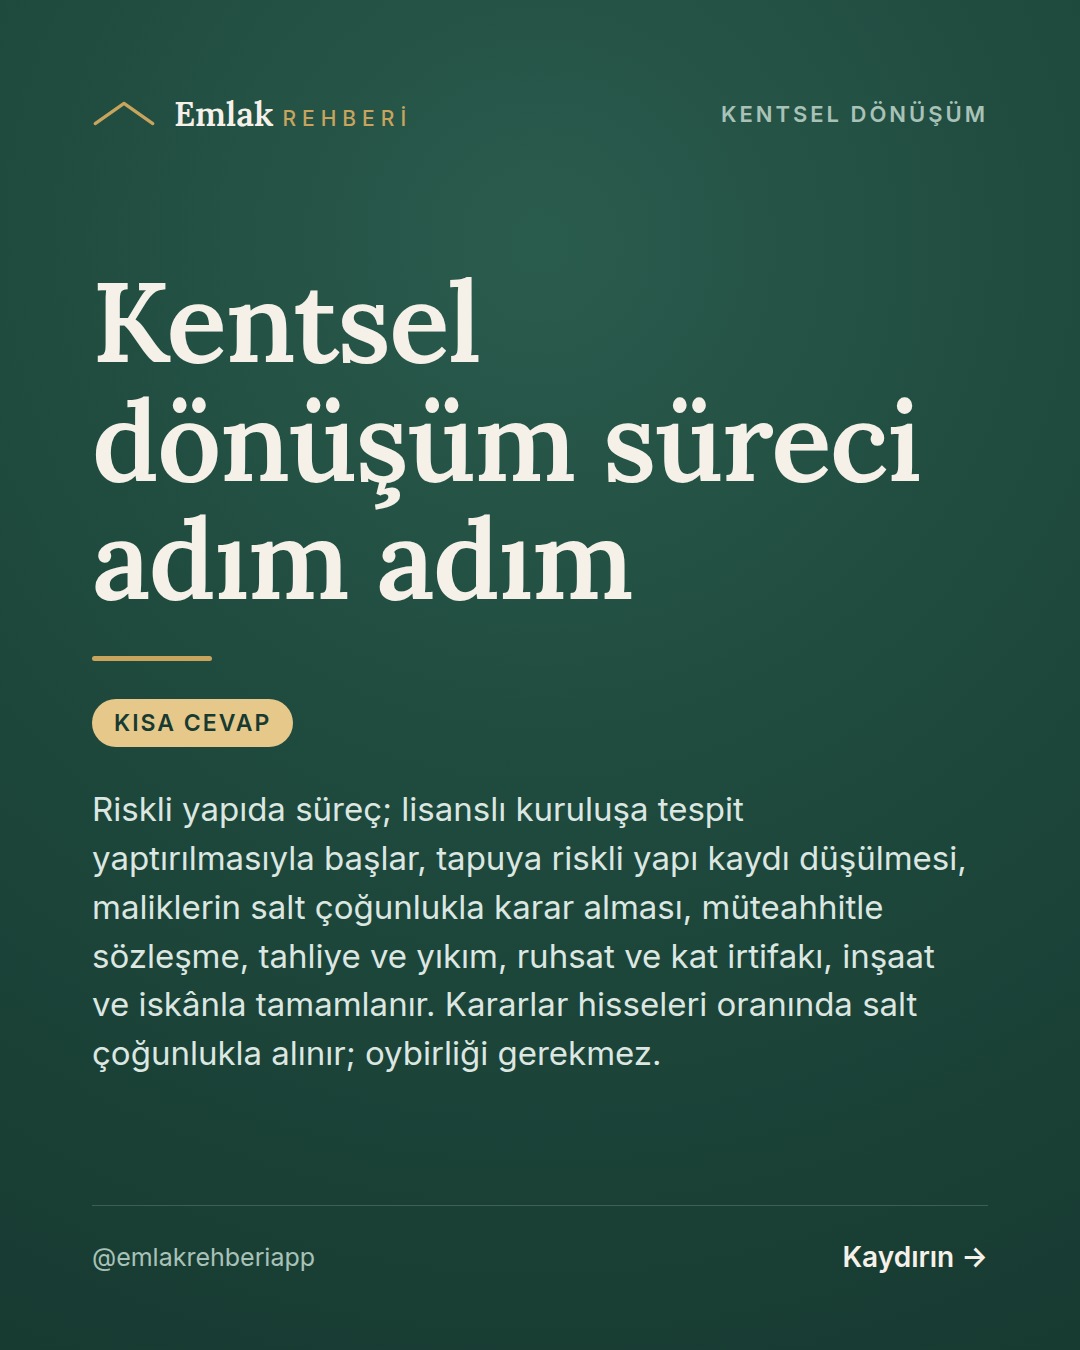 Emlak REHBERİ
KENTSEL DÖNÜŞÜM
Kentsel
dönüşüm süreci
adım adım
KISA CEVAP
Riskli yapıda süreç; lisanslı kuruluşa tespit
yaptırılmasıyla başlar, tapuya riskli yapı kaydı düşülmesi,
maliklerin salt çoğunlukla karar alması, müteahhitle
sözleşme, tahliye ve yıkım, ruhsat ve kat irtifakı, inşaat
ve iskânla tamamlanır. Kararlar hisseleri oranında salt
çoğunlukla alınır; oybirliği gerekmez.
@emlakrehberiapp
Kaydırın →